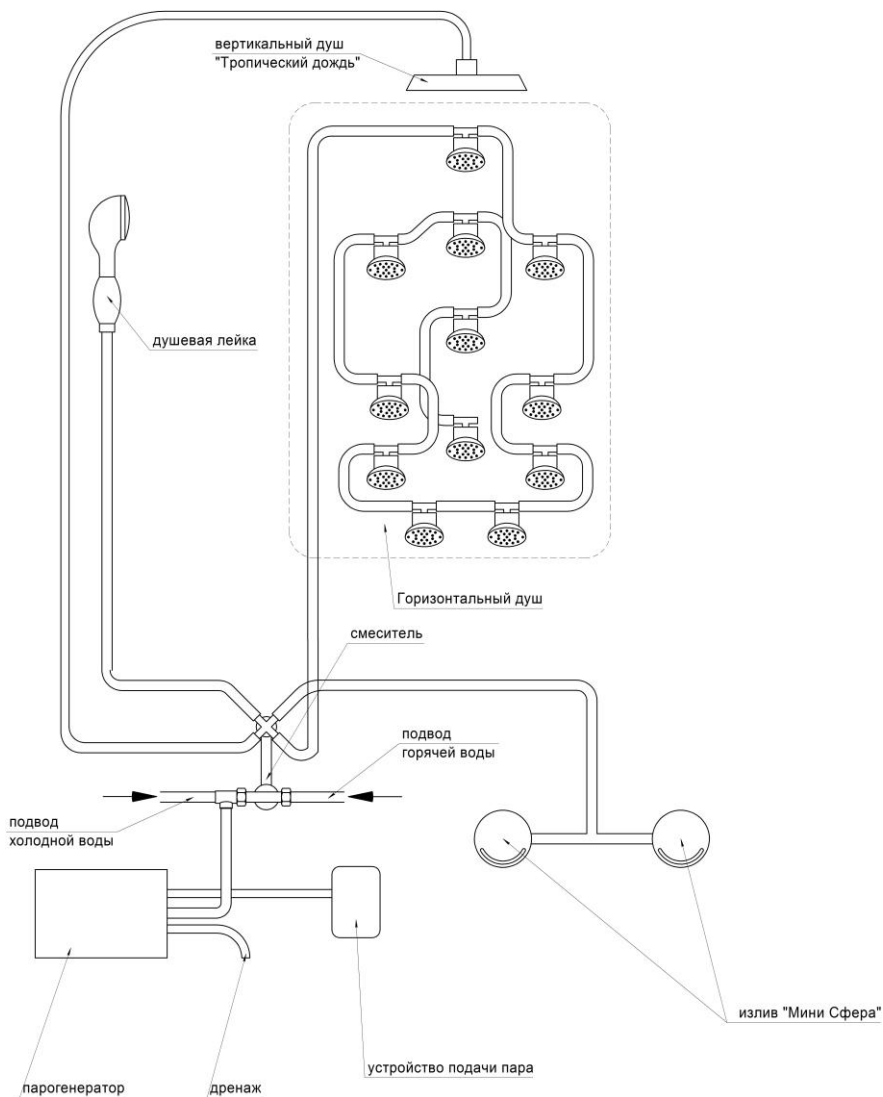 вертикальный душ
"Тропический дождь"
душевая лейка
Горизонтальный душ
смеситель
подвод
горячей воды
подвод
холодной воды
излив "Мини Сфера"
устройство подачи пара
парогенератор
дренаж